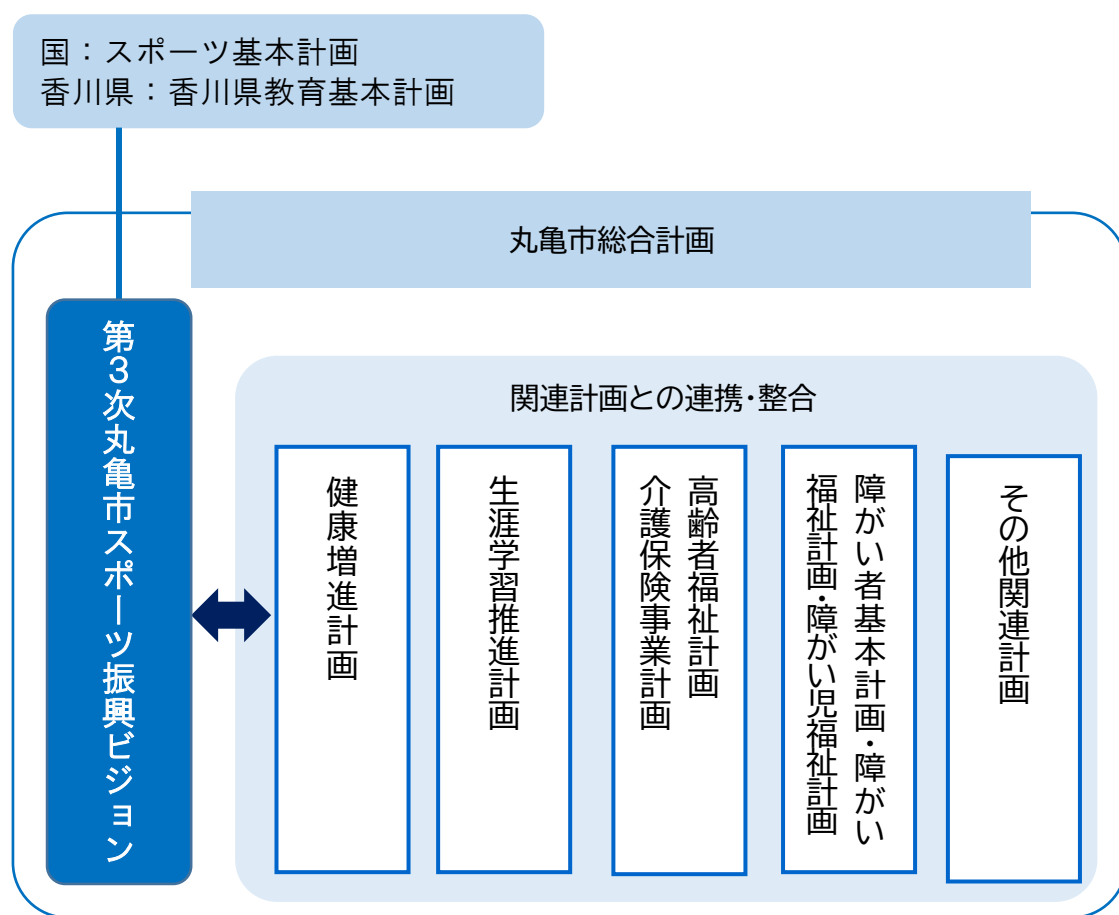 国：スポーツ基本計画
香川県：香川県教育基本計画
丸亀市総合計画
第３次丸亀市スポーツ振興ビジョン
関連計画との連携・整合
健康増進計画
生涯学習推進計画
高齢者福祉計画
介護保険事業計画
障がい者基本計画・障がい
福祉計画・障がい児福祉計画
その他関連計画